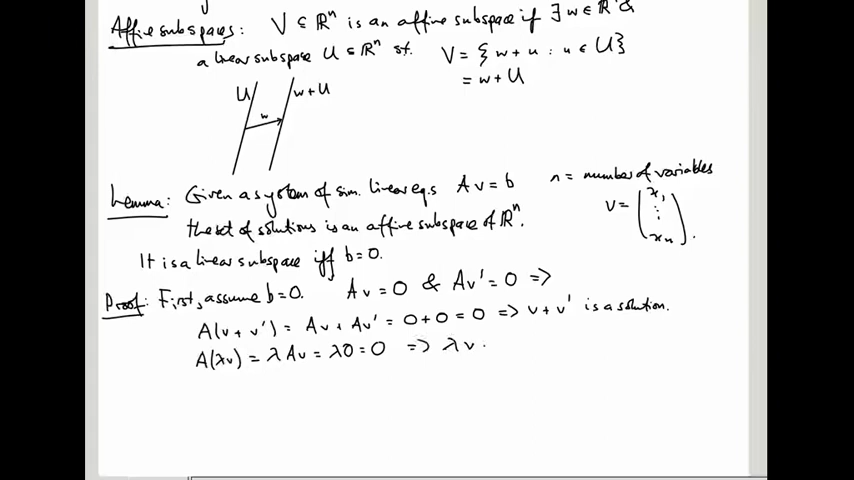 Affine subspaces: V ⊆ ℝⁿ is an affine subspace if ∃ w ∈ ℝⁿ &
a linear subspace U ⊆ ℝⁿ st. V = { w + u : u ∈ U }
= w + U
U w + U
w
Lemma: Given a system of sim. linear eq.s Av = b n = number of variables
the set of solutions is an affine subspace of ℝⁿ. v = ( x₁ ⋮ xₙ ).
It is a linear subspace iff b = 0.
Proof: First, assume b = 0. Av = 0 & Av' = 0 =>
A(v + v') = Av + Av' = 0 + 0 = 0 => v + v' is a solution.
A(λv) = λAv = λ0 = 0 => λv.